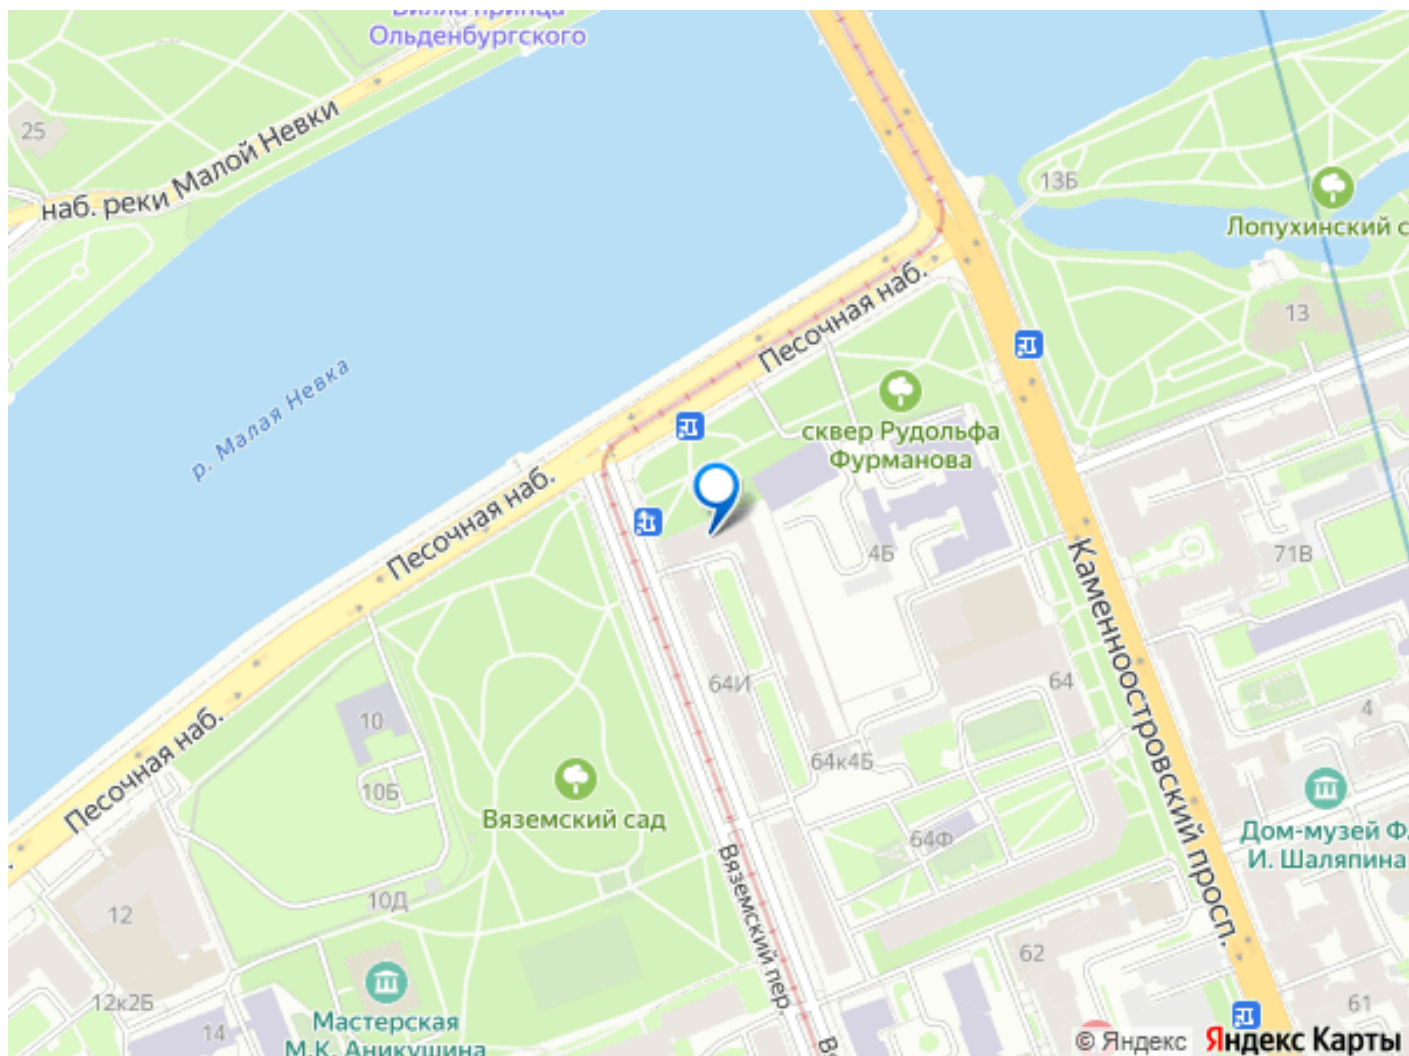 Вилла принца
Ольденбургского
25
наб. реки Малой Невки
13Б
Лопухинский с
Песочная наб.
13
р. Малая Невка
сквер Рудольфа
Фурманова
Песочная наб.
4Б
71В
Каменноостровский просп.
64И
64
10
4
Песочная наб.
64к4Б
10Б
Вяземский сад
64Ф
Дом-музей Ф.
И. Шаляпина
Вяземский пер.
10Д
12
62
12к2Б
61
14
Мастерская
М.К. Аникушина
© Яндекс Яндекс Карты